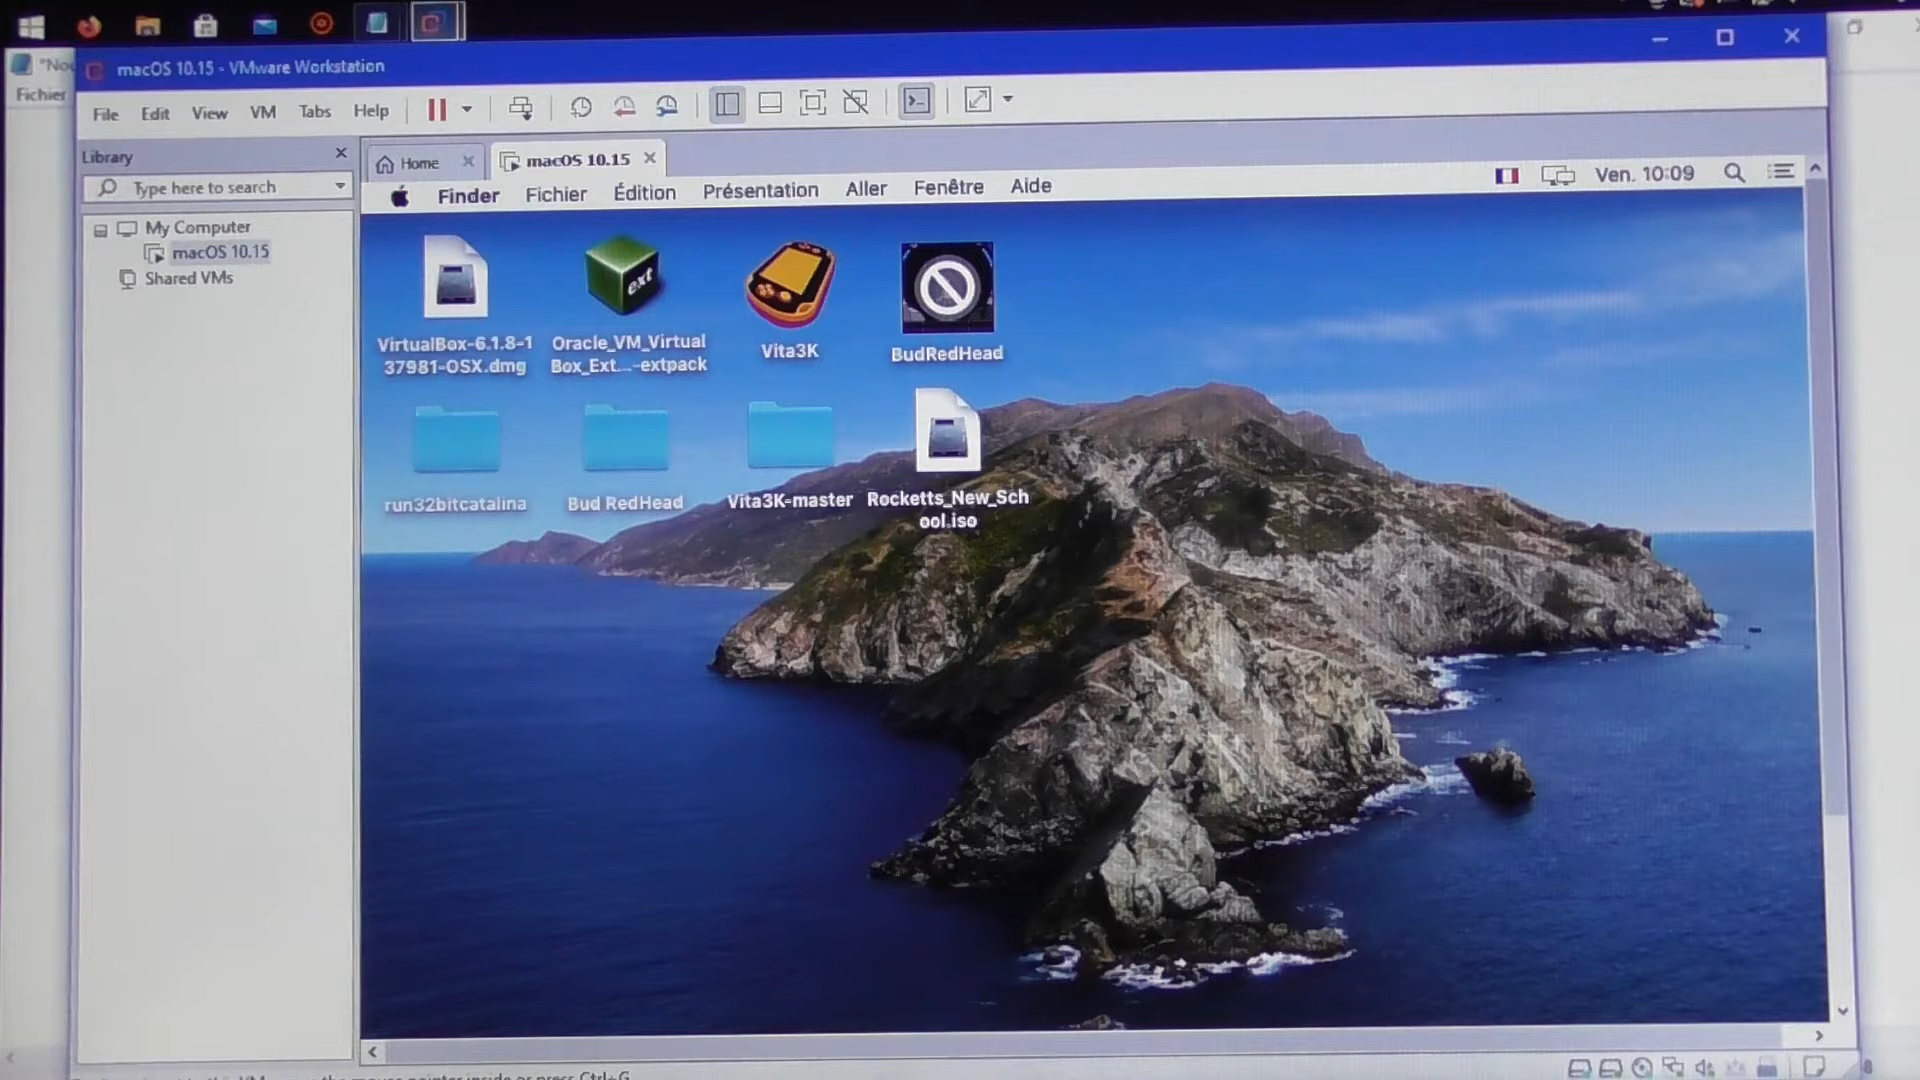 *Nou
macOS 10.15 - VMware Workstation
Fichier
File Edit View VM Tabs Help
Library
Home
macOS 10.15
Type here to search
Finder Fichier Édition Présentation Aller Fenêtre Aide
Ven. 10:09
My Computer
macOS 10.15
Shared VMs
ext
VirtualBox-6.1.8-1
37981-OSX.dmg
Oracle_VM_Virtual
Box_Ext...-extpack
Vita3K
BudRedHead
run32bitcatalina
Bud RedHead
Vita3K-master
Rocketts_New_Sch
ool.iso